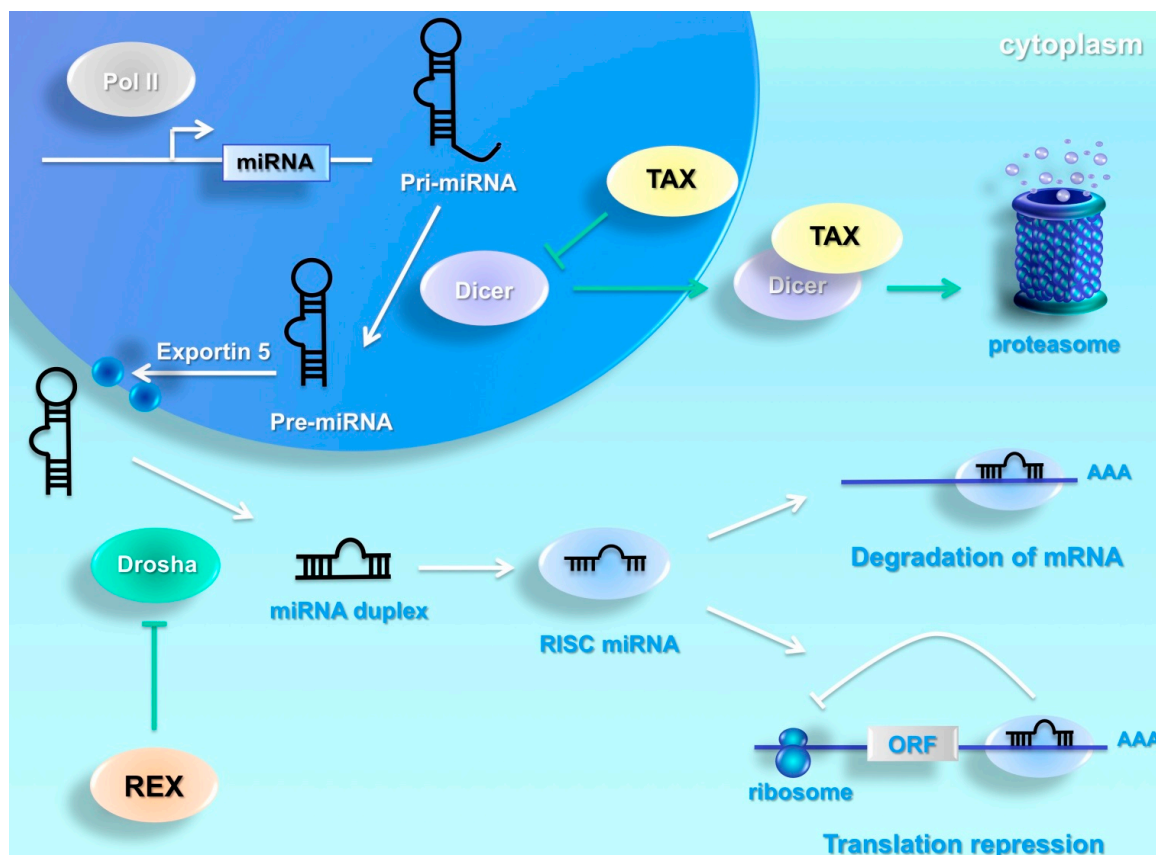 cytoplasm
Pol II
miRNA
Pri-miRNA
TAX
TAX
Dicer
Dicer
proteasome
Exportin 5
Pre-miRNA
AAA
Degradation of mRNA
Drosha
miRNA duplex
RISC miRNA
REX
ORF
AAA
ribosome
Translation repression